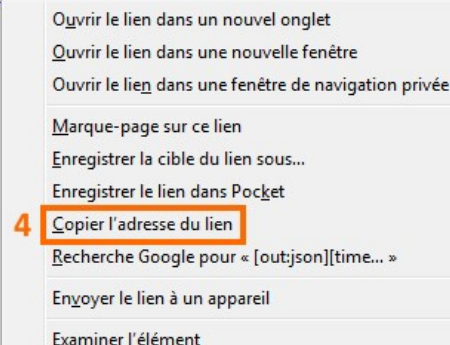 Ouvrir le lien dans un nouvel onglet
Ouvrir le lien dans une nouvelle fenêtre
Ouvrir le lien dans une fenêtre de navigation privée
Marque-page sur ce lien
Enregistrer la cible du lien sous...
Enregistrer le lien dans Pocket
4 Copier l'adresse du lien
Recherche Google pour « [out:json][time... »
Envoyer le lien à un appareil
Examiner l'élément